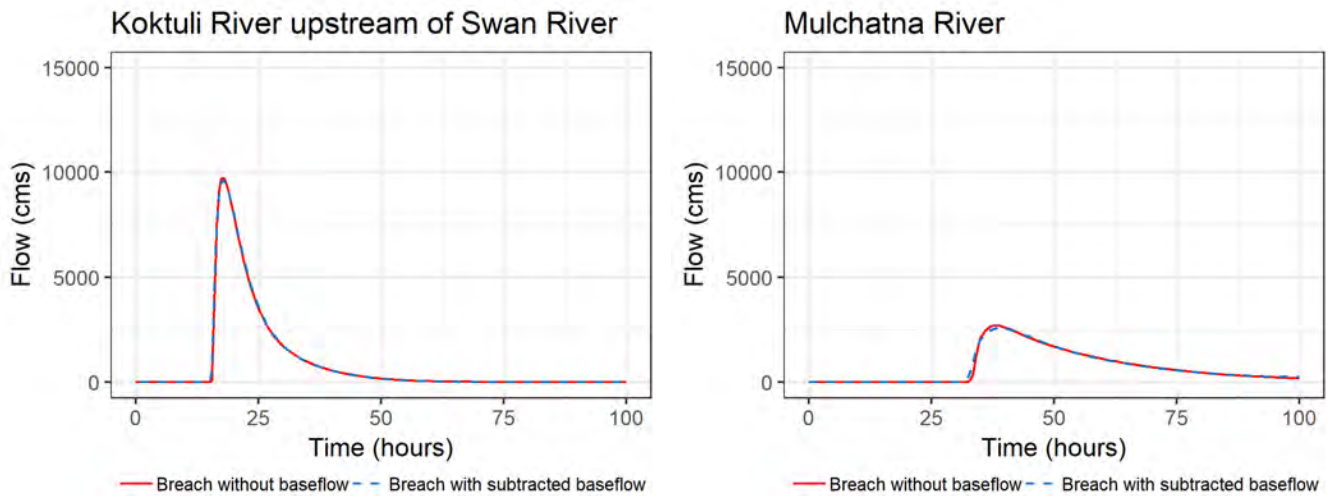 Koktuli River upstream of Swan River
15000
10000
5000
0
Flow (cms)
0 25 50 75 100
Time (hours)
Breach without baseflow Breach with subtracted baseflow
Mulchatna River
15000
10000
5000
0
Flow (cms)
0 25 50 75 100
Time (hours)
Breach without baseflow Breach with subtracted baseflow